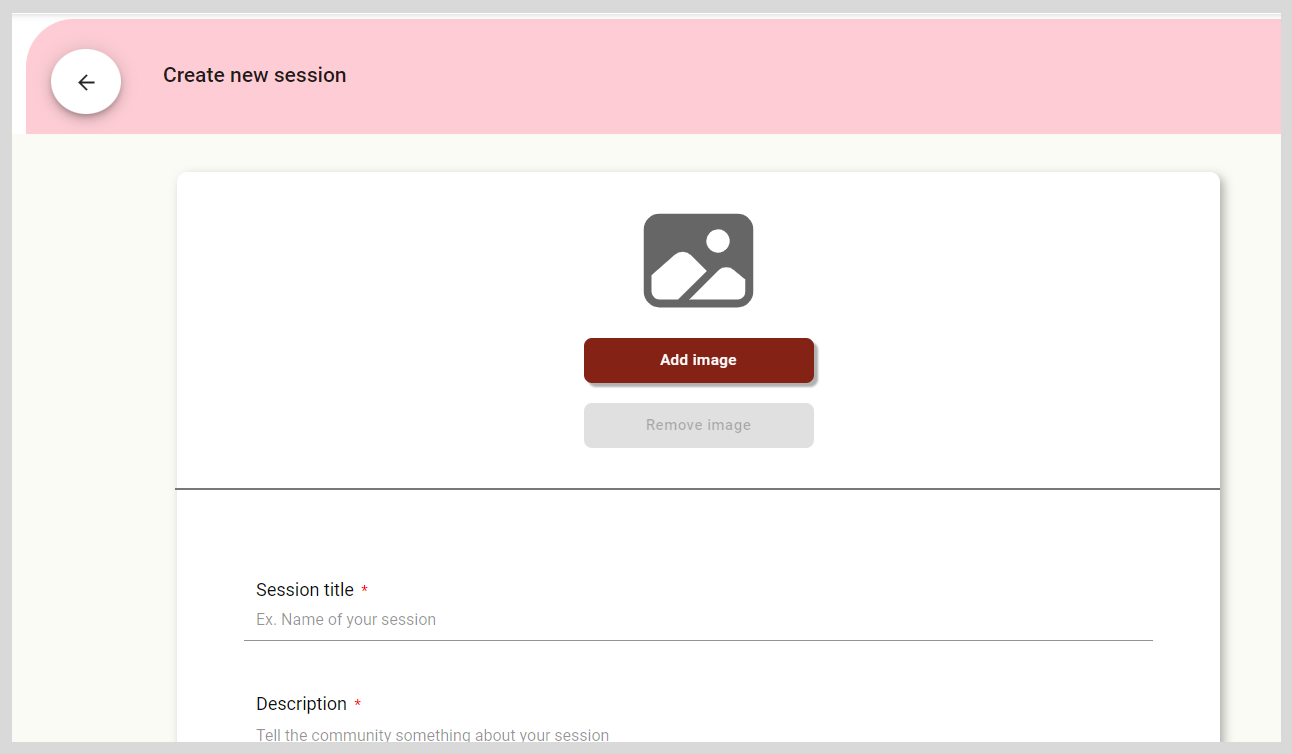 Create new session
Add image
Remove image
Session title *
Ex. Name of your session
Description *
Tell the community something about your session